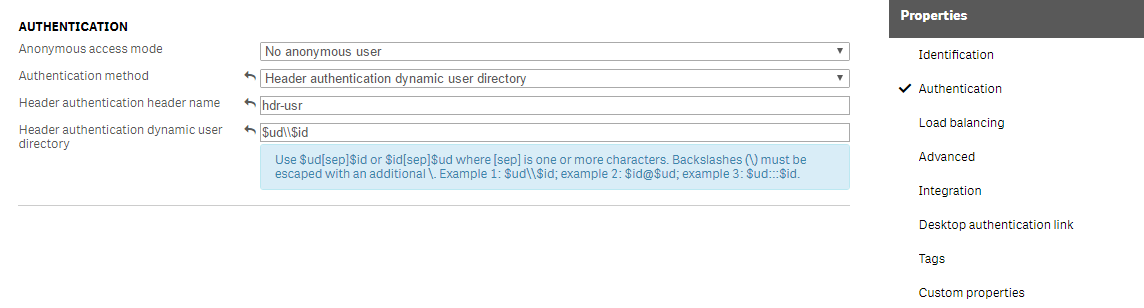 AUTHENTICATION
Anonymous access mode
No anonymous user
Authentication method
Header authentication dynamic user directory
Header authentication header name
hdr-usr
Header authentication dynamic user
directory
$ud\\$id
Use $ud[sep]$id or $id[sep]$ud where [sep] is one or more characters. Backslashes (\) must be
escaped with an additional \. Example 1: $ud\\$id; example 2: $id@$ud; example 3: $ud:::$id.
Properties
Identification
Authentication
Load balancing
Advanced
Integration
Desktop authentication link
Tags
Custom properties